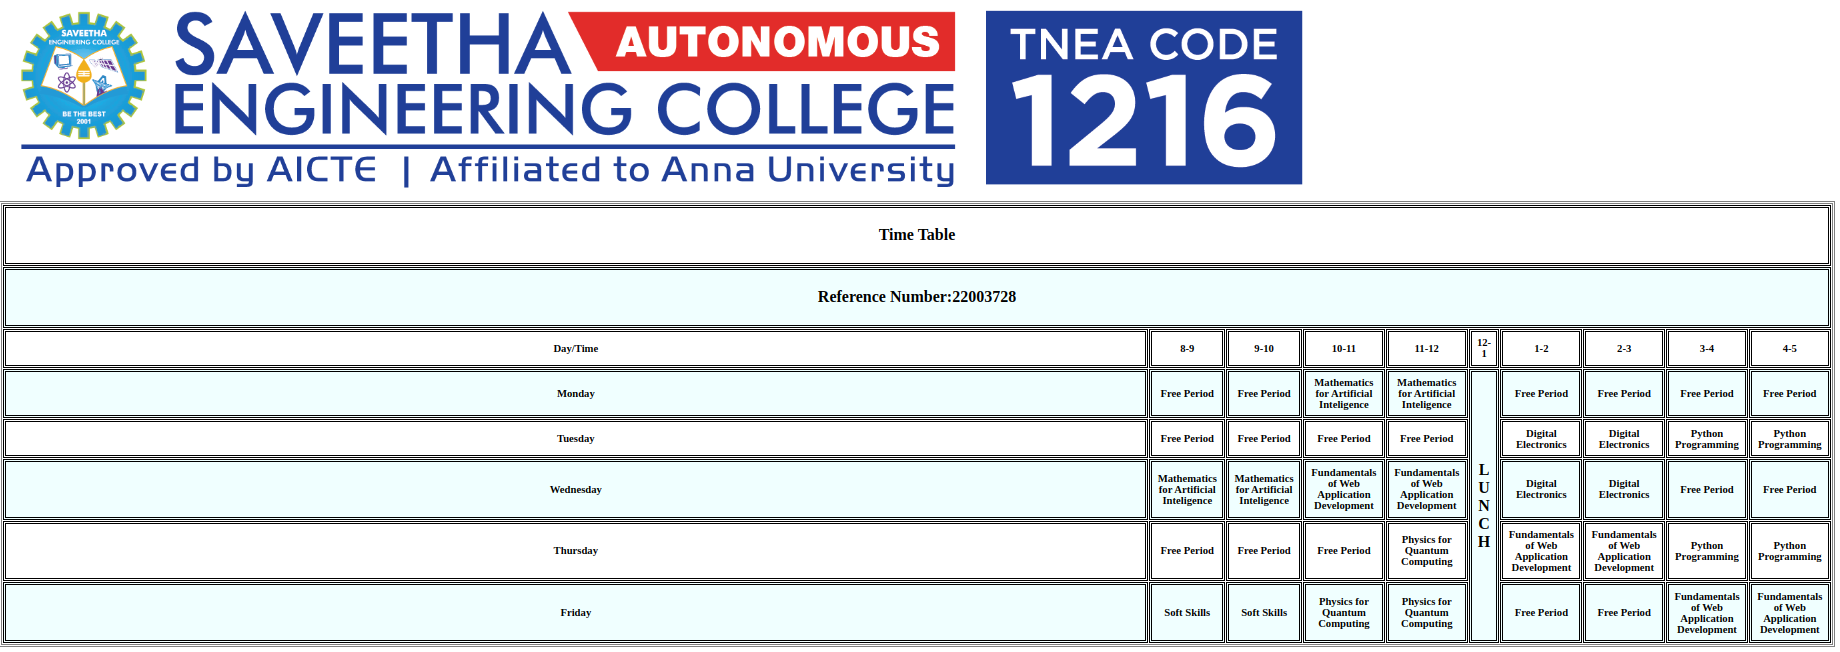 SAVEETHA
ENGINEERING COLLEGE
BE THE BEST
2001
SAVEETHA AUTONOMOUS
ENGINEERING COLLEGE
Approved by AICTE | Affiliated to Anna University
TNEA CODE
1216
Time Table
Reference Number:22003728
Day/Time 8-9 9-10 10-11 11-12 12-1 1-2 2-3 3-4 4-5
Monday Free Period Free Period Mathematics for Artificial Inteligence Mathematics for Artificial Inteligence LUNCH Free Period Free Period Free Period Free Period
Tuesday Free Period Free Period Free Period Free Period Digital Electronics Digital Electronics Python Programming Python Programming
Wednesday Mathematics for Artificial Inteligence Mathematics for Artificial Inteligence Fundamentals of Web Application Development Fundamentals of Web Application Development Digital Electronics Digital Electronics Free Period Free Period
Thursday Free Period Free Period Free Period Physics for Quantum Computing Fundamentals of Web Application Development Fundamentals of Web Application Development Python Programming Python Programming
Friday Soft Skills Soft Skills Physics for Quantum Computing Physics for Quantum Computing Free Period Free Period Fundamentals of Web Application Development Fundamentals of Web Application Development